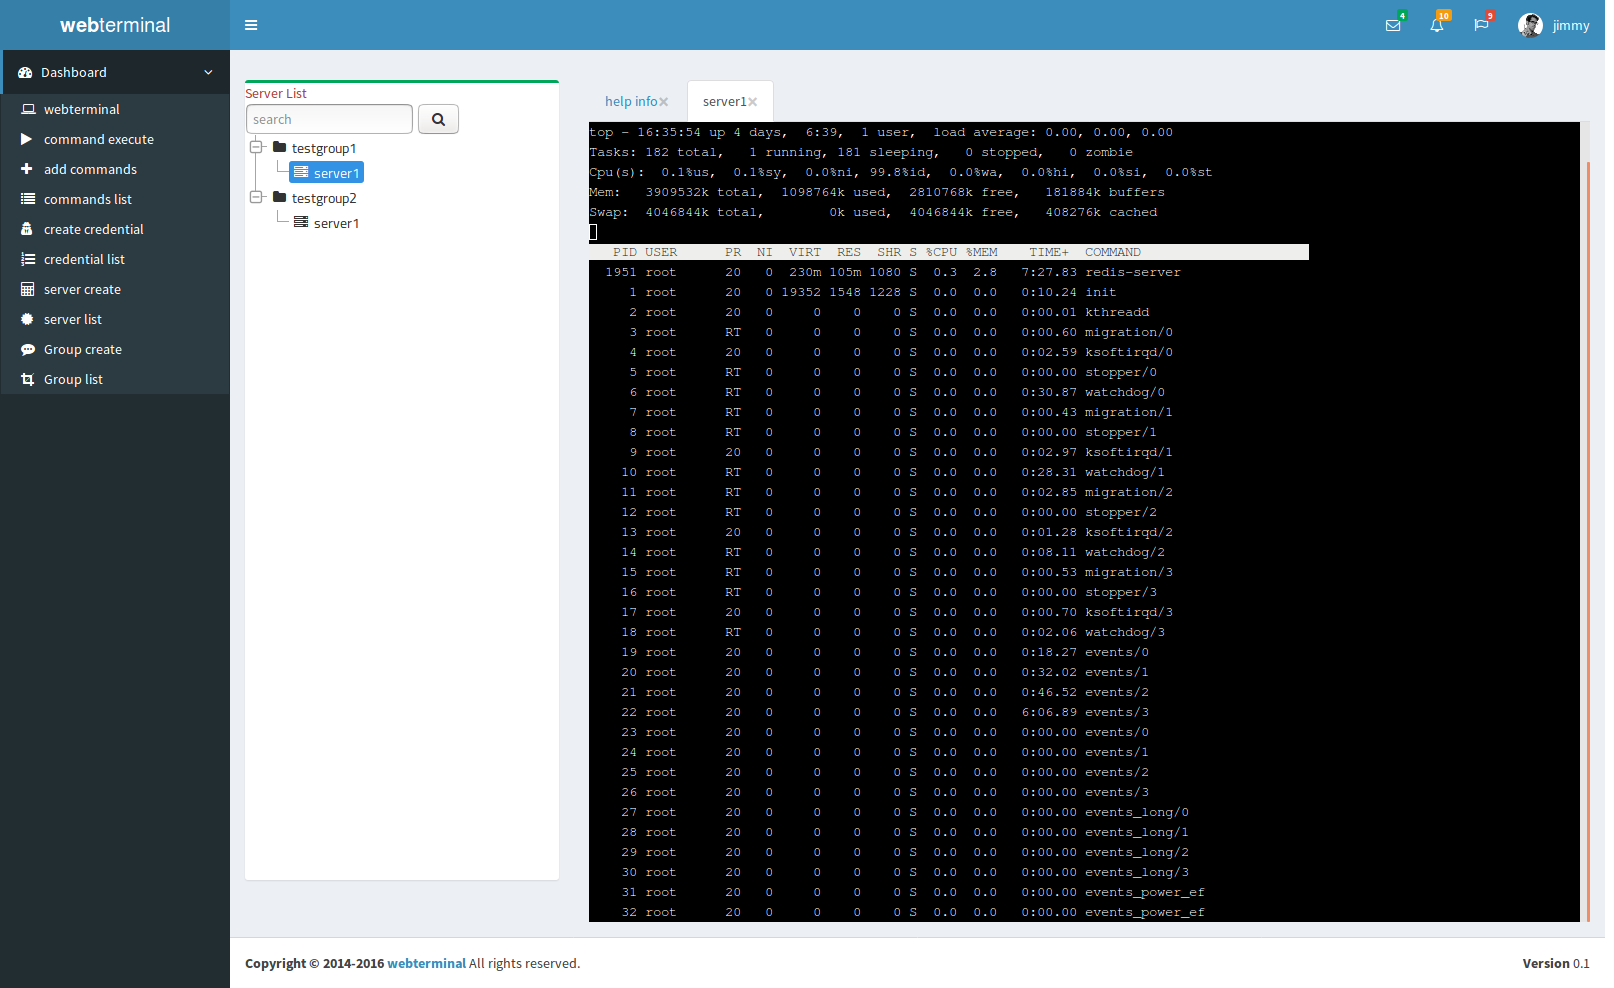 webterminal
4
10
9
jimmy
Dashboard
webterminal
command execute
add commands
commands list
create credential
credential list
server create
server list
Group create
Group list
Server List
search
testgroup1
server1
testgroup2
server1
help info
server1
top - 16:35:54 up 4 days,  6:39,  1 user,  load average: 0.00, 0.00, 0.00
Tasks: 182 total,   1 running, 181 sleeping,   0 stopped,   0 zombie
Cpu(s):  0.1%us,  0.1%sy,  0.0%ni, 99.8%id,  0.0%wa,  0.0%hi,  0.0%si,  0.0%st
Mem:   3909532k total,  1098764k used,  2810768k free,   181884k buffers
Swap:  4046844k total,        0k used,  4046844k free,   408276k cached
PID USER      PR  NI  VIRT  RES  SHR S %CPU %MEM    TIME+  COMMAND
1951 root      20   0  230m 105m 1080 S  0.3  2.8   7:27.83 redis-server
1 root      20   0 19352 1548 1228 S  0.0  0.0   0:10.24 init
2 root      20   0     0    0    0 S  0.0  0.0   0:00.01 kthreadd
3 root      RT   0     0    0    0 S  0.0  0.0   0:00.60 migration/0
4 root      20   0     0    0    0 S  0.0  0.0   0:02.59 ksoftirqd/0
5 root      RT   0     0    0    0 S  0.0  0.0   0:00.00 stopper/0
6 root      RT   0     0    0    0 S  0.0  0.0   0:30.87 watchdog/0
7 root      RT   0     0    0    0 S  0.0  0.0   0:00.43 migration/1
8 root      RT   0     0    0    0 S  0.0  0.0   0:00.00 stopper/1
9 root      20   0     0    0    0 S  0.0  0.0   0:02.97 ksoftirqd/1
10 root      RT   0     0    0    0 S  0.0  0.0   0:28.31 watchdog/1
11 root      RT   0     0    0    0 S  0.0  0.0   0:02.85 migration/2
12 root      RT   0     0    0    0 S  0.0  0.0   0:00.00 stopper/2
13 root      20   0     0    0    0 S  0.0  0.0   0:01.28 ksoftirqd/2
14 root      RT   0     0    0    0 S  0.0  0.0   0:08.11 watchdog/2
15 root      RT   0     0    0    0 S  0.0  0.0   0:00.53 migration/3
16 root      RT   0     0    0    0 S  0.0  0.0   0:00.00 stopper/3
17 root      20   0     0    0    0 S  0.0  0.0   0:00.70 ksoftirqd/3
18 root      RT   0     0    0    0 S  0.0  0.0   0:02.06 watchdog/3
19 root      20   0     0    0    0 S  0.0  0.0   0:18.27 events/0
20 root      20   0     0    0    0 S  0.0  0.0   0:32.02 events/1
21 root      20   0     0    0    0 S  0.0  0.0   0:46.52 events/2
22 root      20   0     0    0    0 S  0.0  0.0   6:06.89 events/3
23 root      20   0     0    0    0 S  0.0  0.0   0:00.00 events/0
24 root      20   0     0    0    0 S  0.0  0.0   0:00.00 events/1
25 root      20   0     0    0    0 S  0.0  0.0   0:00.00 events/2
26 root      20   0     0    0    0 S  0.0  0.0   0:00.00 events/3
27 root      20   0     0    0    0 S  0.0  0.0   0:00.00 events_long/0
28 root      20   0     0    0    0 S  0.0  0.0   0:00.00 events_long/1
29 root      20   0     0    0    0 S  0.0  0.0   0:00.00 events_long/2
30 root      20   0     0    0    0 S  0.0  0.0   0:00.00 events_long/3
31 root      20   0     0    0    0 S  0.0  0.0   0:00.00 events_power_ef
32 root      20   0     0    0    0 S  0.0  0.0   0:00.00 events_power_ef
Copyright © 2014-2016 webterminal All rights reserved.
Version 0.1